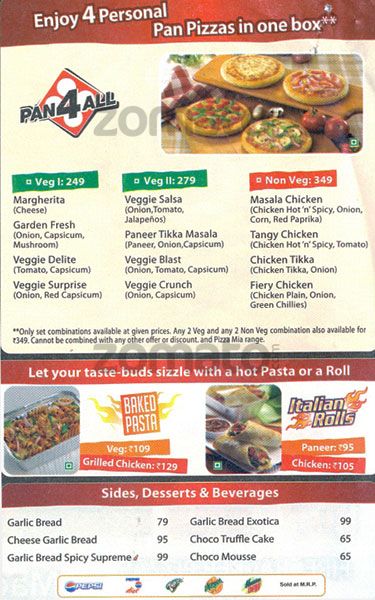 Enjoy 4 Personal
Pan Pizzas in one box**
PAN 4 ALL
zomato
Veg I: 249
Margherita
(Cheese)
Garden Fresh
(Onion, Capsicum,
Mushroom)
Veggie Delite
(Tomato, Capsicum)
Veggie Surprise
(Onion, Red Capsicum)
Veg II: 279
Veggie Salsa
(Onion,Tomato,
Jalapeños)
Paneer Tikka Masala
(Paneer, Onion,Capsicum)
Veggie Blast
(Onion, Tomato, Capsicum)
Veggie Crunch
(Onion, Capsicum)
Non Veg: 349
Masala Chicken
(Chicken Hot 'n' Spicy, Onion,
Corn, Red Paprika)
Tangy Chicken
(Chicken Hot 'n' Spicy, Tomato)
Chicken Tikka
(Chicken Tikka, Onion)
Fiery Chicken
(Chicken Plain, Onion,
Green Chillies)
**Only set combinations available at given prices. Any 2 Veg and any 2 Non Veg combination also available for
₹349. Cannot be combined with any other offer or discount, and Pizza Mia range.
zomato
Let your taste-buds sizzle with a hot Pasta or a Roll
BAKED
PASTA
Veg: ₹109
Grilled Chicken: ₹129
Italian
Rolls
Paneer: ₹95
Chicken: ₹105
Sides, Desserts & Beverages
Garlic Bread 79
Cheese Garlic Bread 95
Garlic Bread Spicy Supreme 99
Garlic Bread Exotica 99
Choco Truffle Cake 65
Choco Mousse 65
PEPSI
Sold at M.R.P.